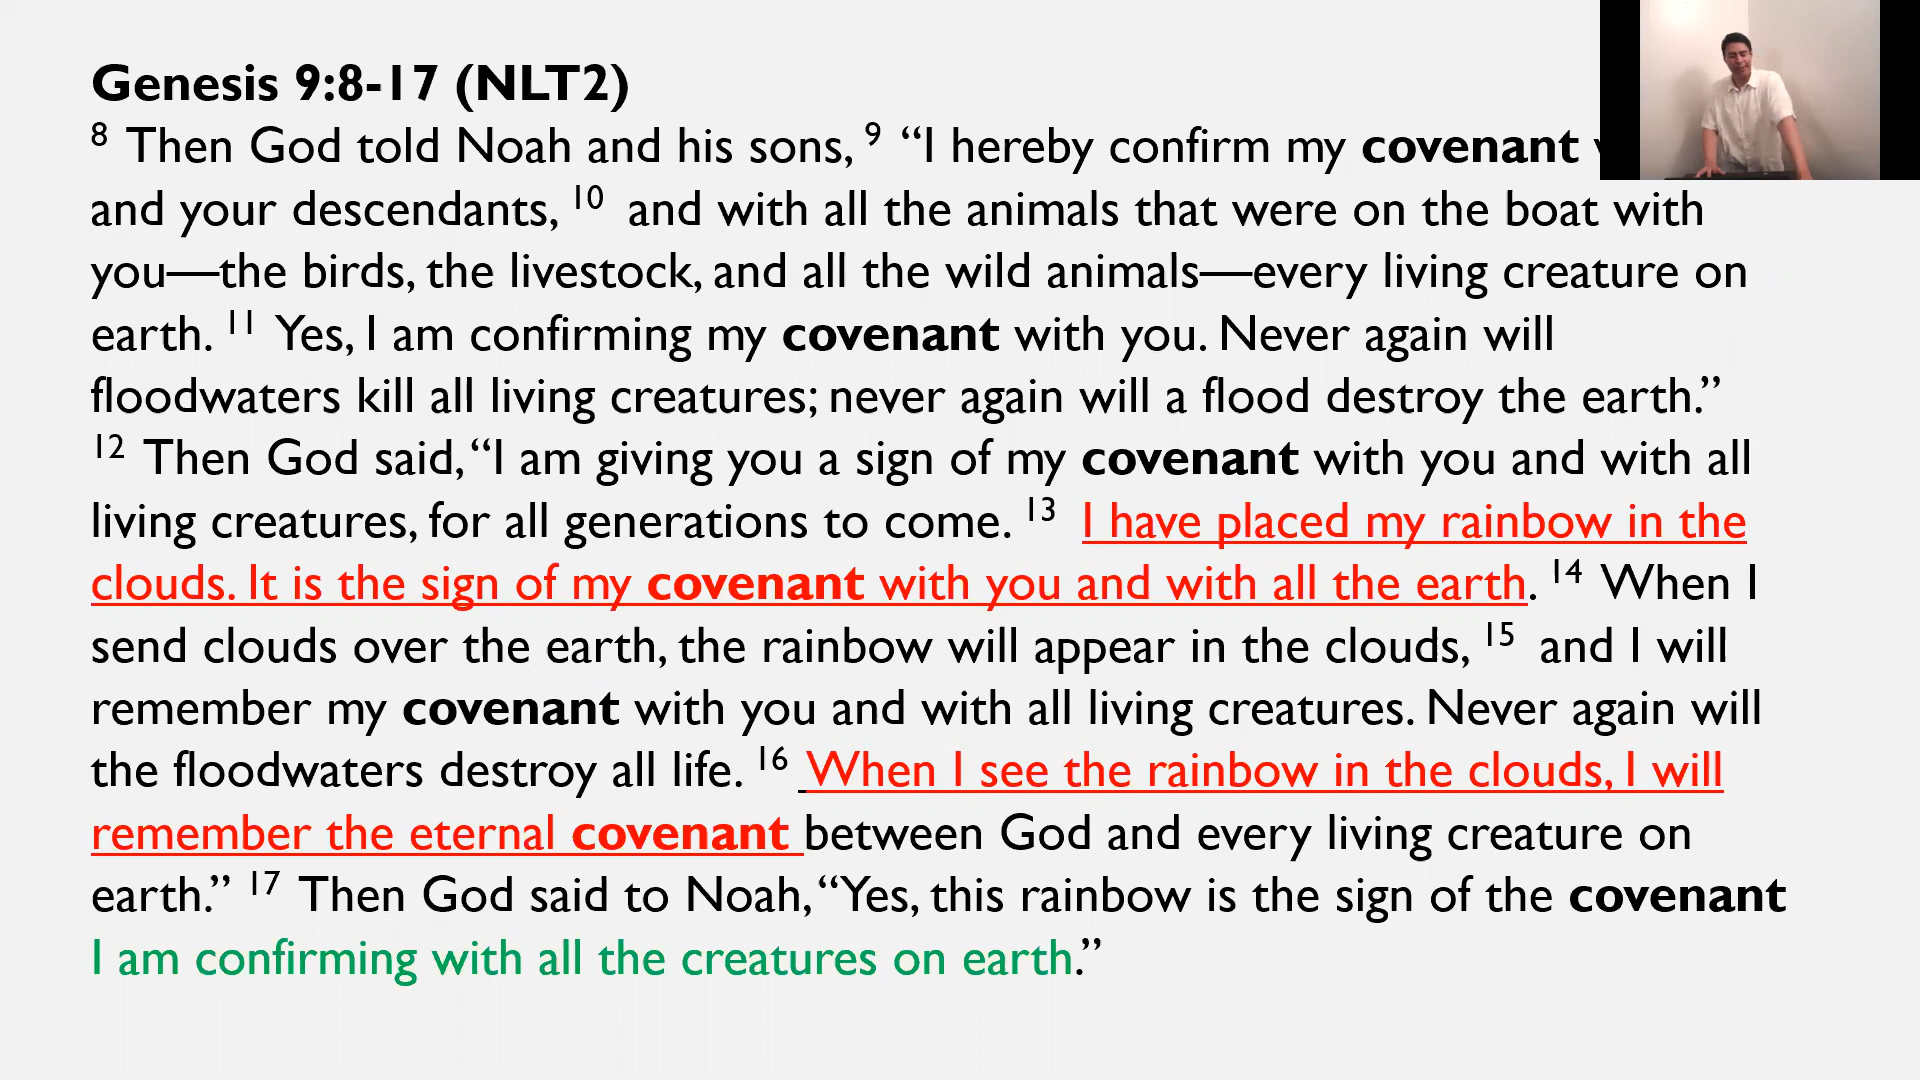 Genesis 9:8-17 (NLT2)
8 Then God told Noah and his sons, 9 “I hereby confirm my covenant
and your descendants, 10 and with all the animals that were on the boat with
you—the birds, the livestock, and all the wild animals—every living creature on
earth. 11 Yes, I am confirming my covenant with you. Never again will
floodwaters kill all living creatures; never again will a flood destroy the earth.”
12 Then God said, “I am giving you a sign of my covenant with you and with all
living creatures, for all generations to come. 13 I have placed my rainbow in the
clouds. It is the sign of my covenant with you and with all the earth. 14 When I
send clouds over the earth, the rainbow will appear in the clouds, 15 and I will
remember my covenant with you and with all living creatures. Never again will
the floodwaters destroy all life. 16 When I see the rainbow in the clouds, I will
remember the eternal covenant between God and every living creature on
earth.” 17 Then God said to Noah, “Yes, this rainbow is the sign of the covenant
I am confirming with all the creatures on earth.”